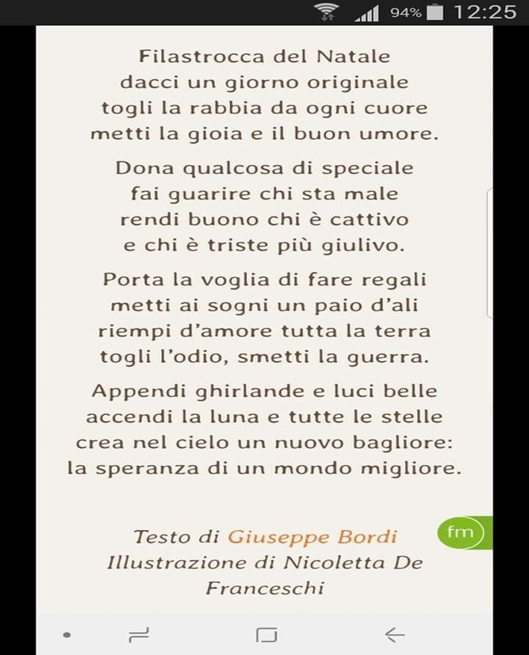 94% 12:25
Filastrocca del Natale
dacci un giorno originale
togli la rabbia da ogni cuore
metti la gioia e il buon umore.
Dona qualcosa di speciale
fai guarire chi sta male
rendi buono chi è cattivo
e chi è triste più giulivo.
Porta la voglia di fare regali
metti ai sogni un paio d'ali
riempi d'amore tutta la terra
togli l'odio, smetti la guerra.
Appendi ghirlande e luci belle
accendi la luna e tutte le stelle
crea nel cielo un nuovo bagliore:
la speranza di un mondo migliore.
fm
Testo di Giuseppe Bordi
Illustrazione di Nicoletta De
Franceschi